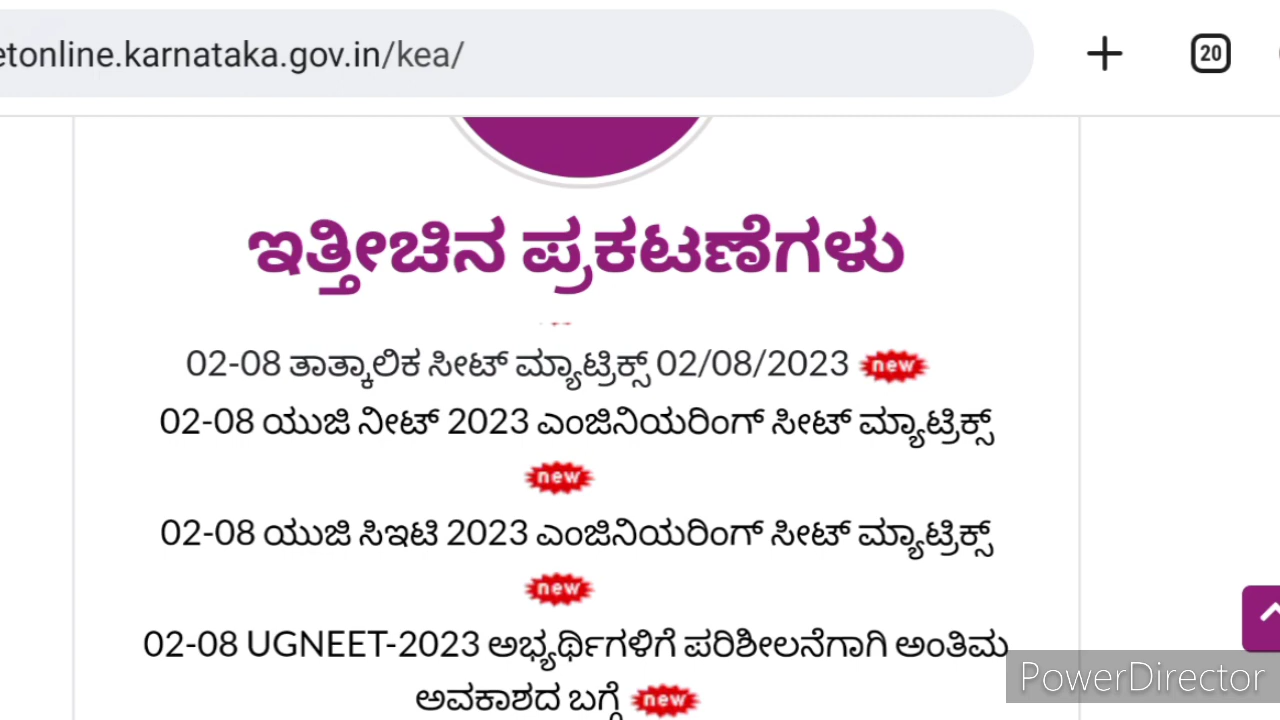 etonline.karnataka.gov.in/kea/
20
ಇತ್ತೀಚಿನ ಪ್ರಕಟಣೆಗಳು
02-08 ತಾತ್ಕಾಲಿಕ ಸೀಟ್ ಮ್ಯಾಟ್ರಿಕ್ಸ್ 02/08/2023 new
02-08 ಯುಜಿ ನೀಟ್ 2023 ಎಂಜಿನಿಯರಿಂಗ್ ಸೀಟ್ ಮ್ಯಾಟ್ರಿಕ್ಸ್
new
02-08 ಯುಜಿ ಸಿಇಟಿ 2023 ಎಂಜಿನಿಯರಿಂಗ್ ಸೀಟ್ ಮ್ಯಾಟ್ರಿಕ್ಸ್
new
02-08 UGNEET-2023 ಅಭ್ಯರ್ಥಿಗಳಿಗೆ ಪರಿಶೀಲನೆಗಾಗಿ ಅಂತಿಮ
ಅವಕಾಶದ ಬಗ್ಗೆ new
PowerDirector